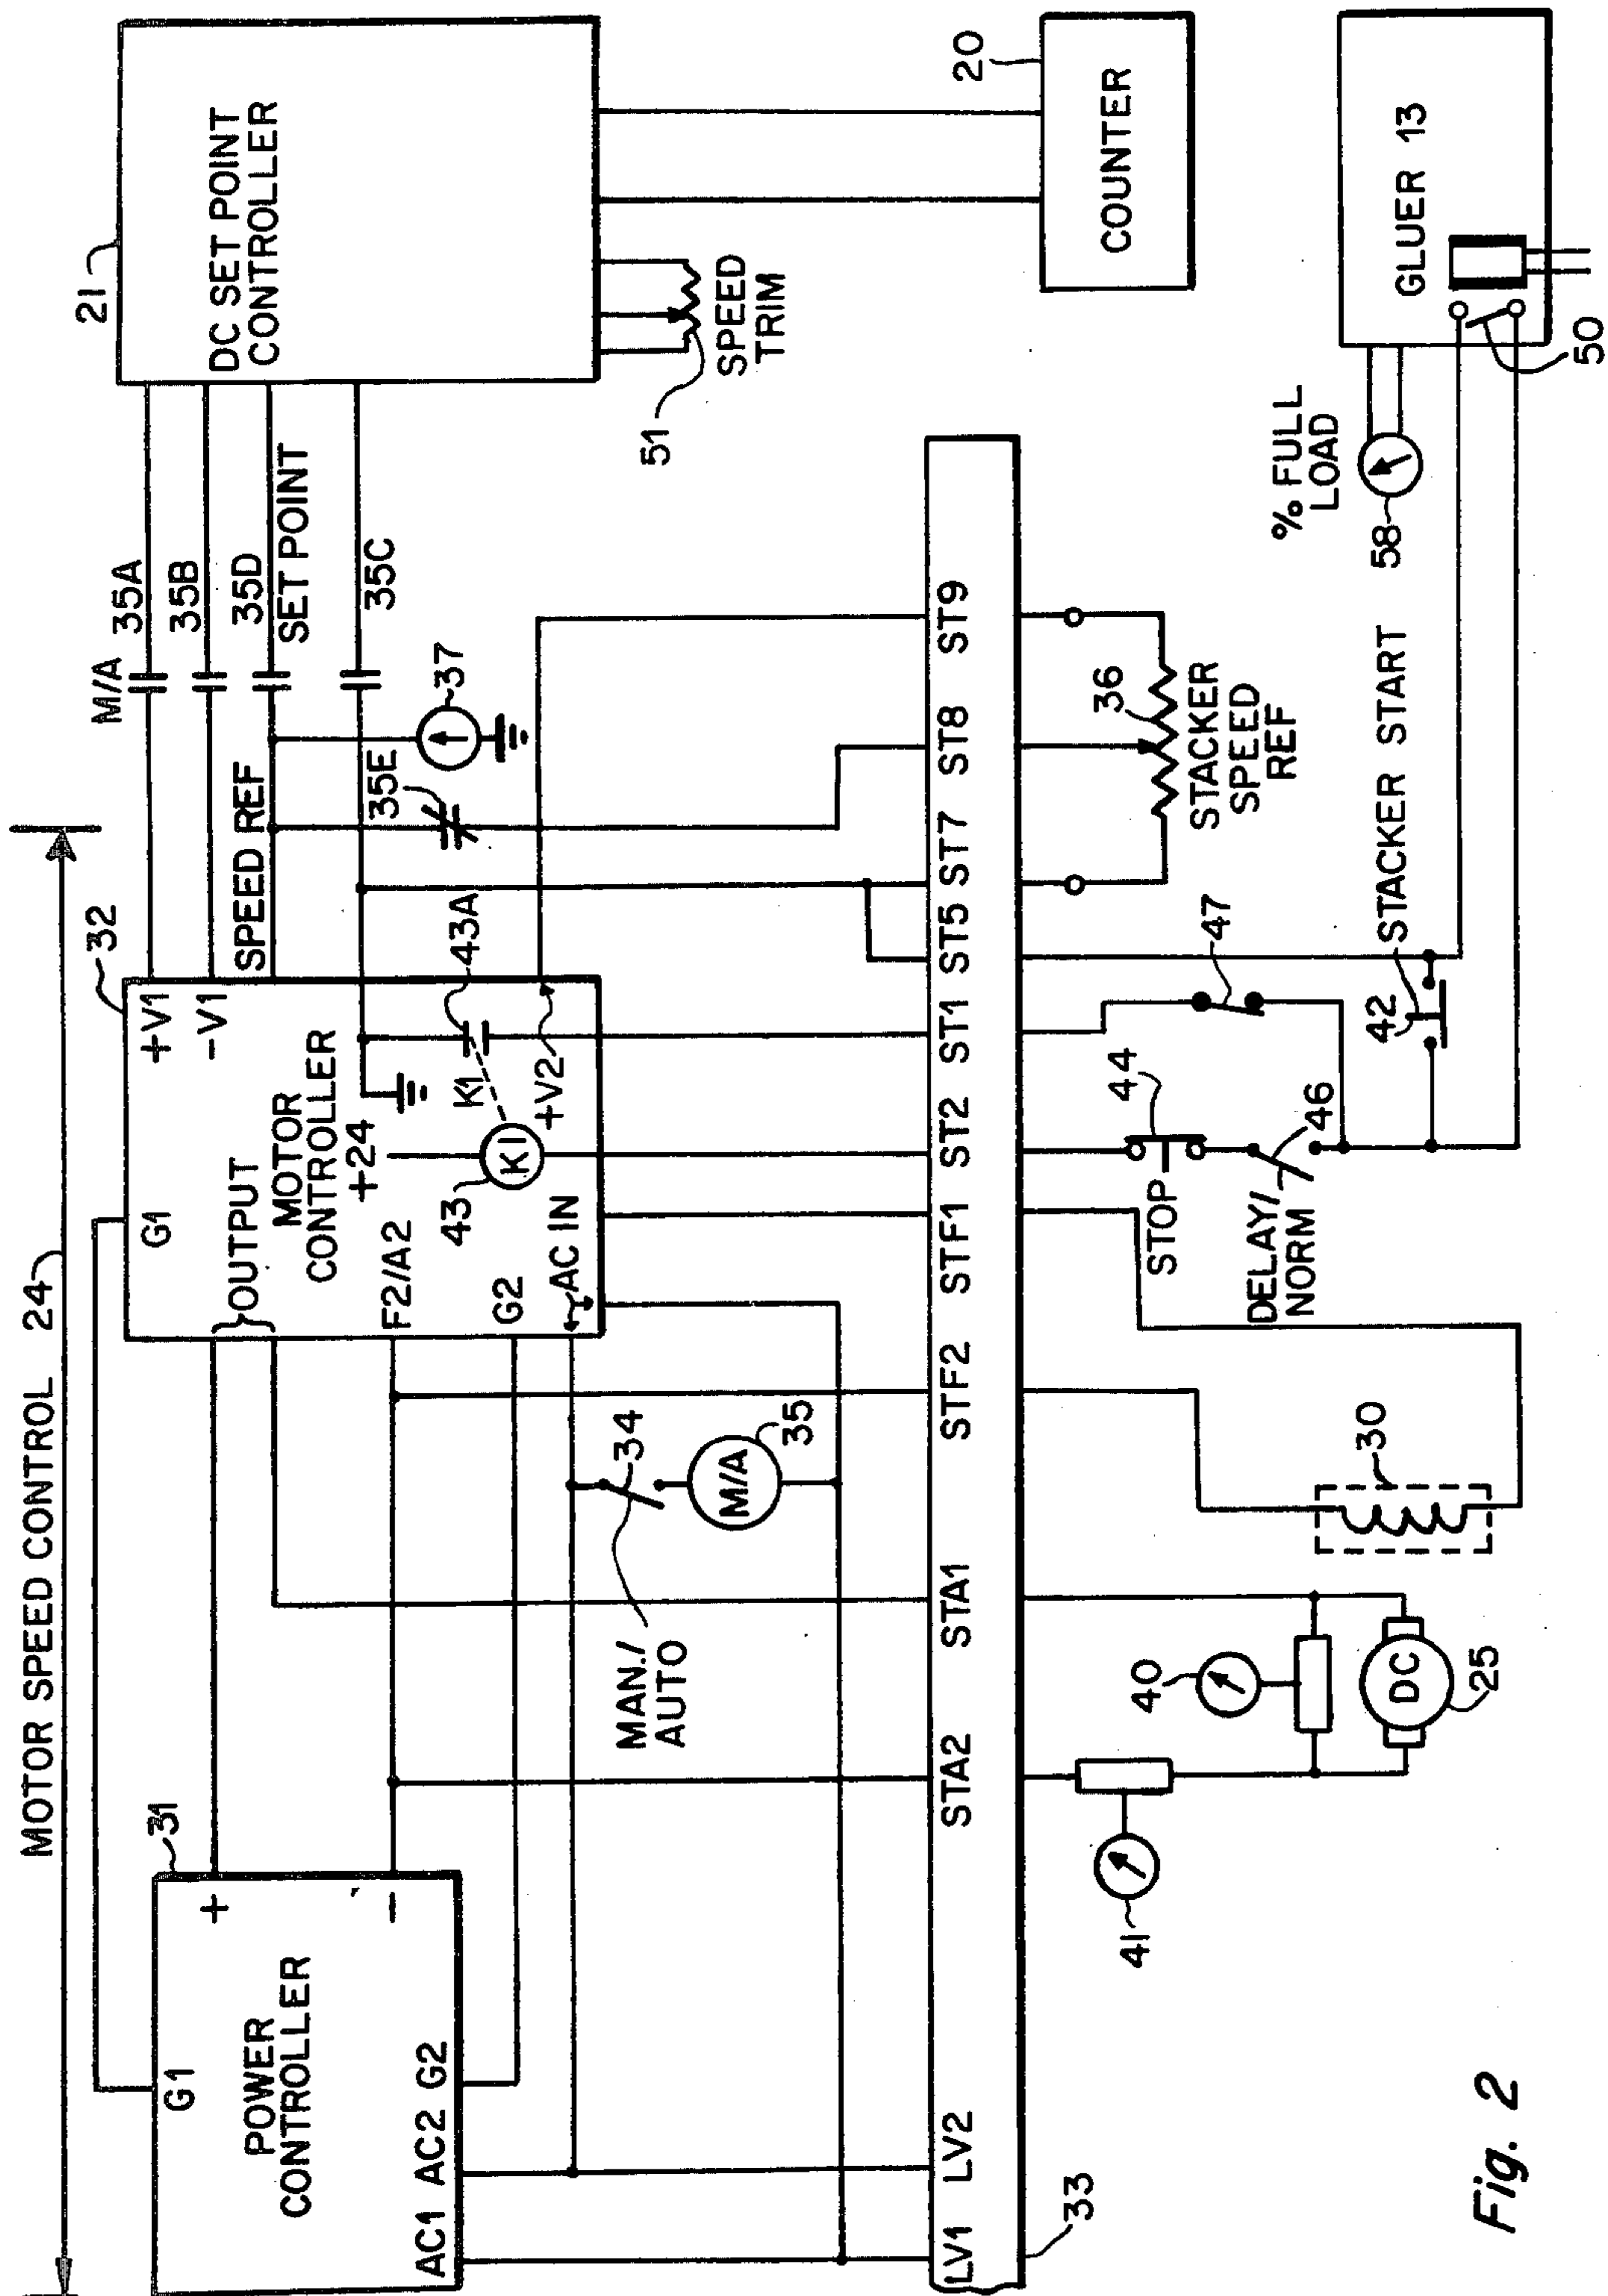 MOTOR SPEED CONTROL 24
31
G1
POWER
CONTROLLER
+
-
AC1 AC2 G2
32
G1
+V1
-V1
OUTPUT
MOTOR
CONTROLLER
+24
F2/A2
G2
AC IN
43
K1
K1
43A
+V2
SPEED REF
M/A
35A
35B
35D
SET POINT
35C
35E
37
21
DC SET POINT
CONTROLLER
51
SPEED
TRIM
20
COUNTER
MAN./
AUTO
34
M/A
35
33
LV1
LV2
STA2
STA1
STF2
STF1
ST2
ST1
ST5
ST7
ST8
ST9
41
40
DC
25
30
STOP
44
DELAY/
NORM
46
47
42
STACKER START
36
STACKER
SPEED
REF
% FULL
LOAD
58
GLUER 13
50
Fig. 2